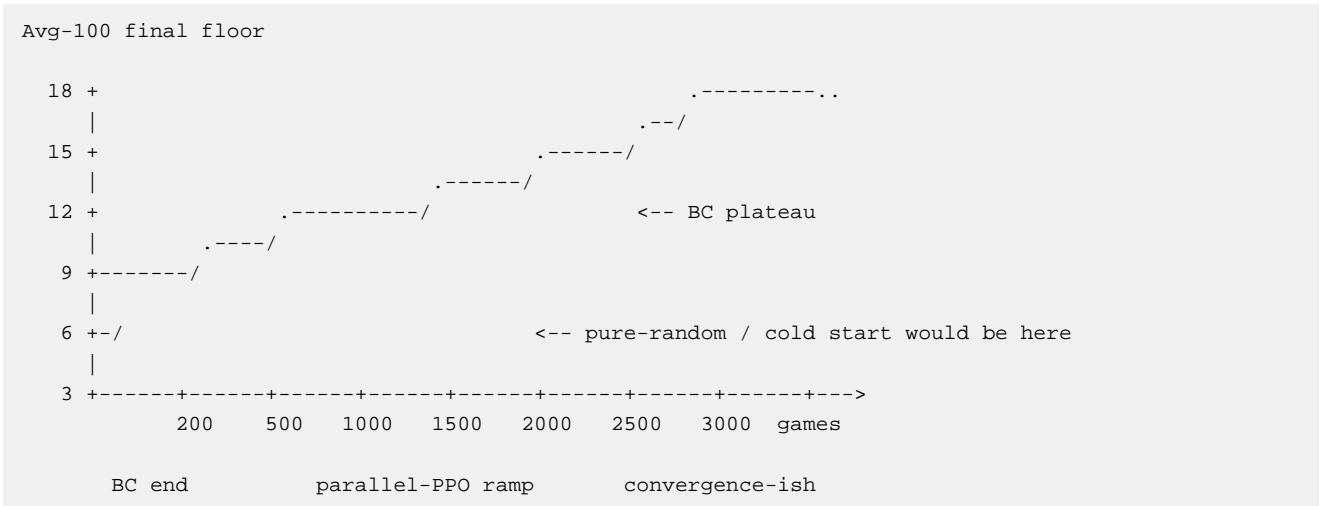 Avg-100 final floor
18 +                                                  .---------..
   |                                             .--/
15 +                                     .------/
   |                            .------/
12 +                .----------/                 <-- BC plateau
   |         .----/
 9 +-------/
   |
 6 +-/                                   <-- pure-random / cold start would be here
   |
 3 +------+------+------+------+------+------+------+------+--->
200 500 1000 1500 2000 2500 3000 games
BC end parallel-PPO ramp convergence-ish